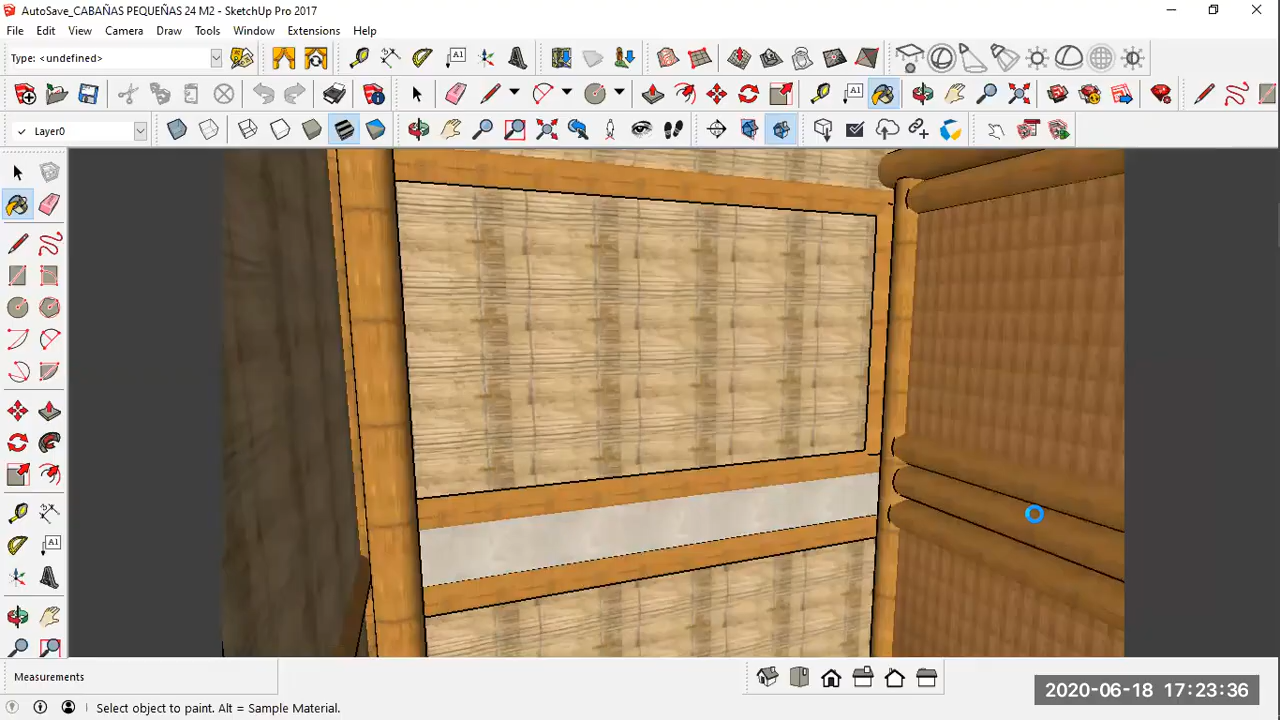 AutoSave_CABAÑAS PEQUEÑAS 24 M2 - SketchUp Pro 2017
File Edit View Camera Draw Tools Window Extensions Help
Type: <undefined>
Layer0
Measurements
2020-06-18 17:23:36
Select object to paint. Alt = Sample Material.